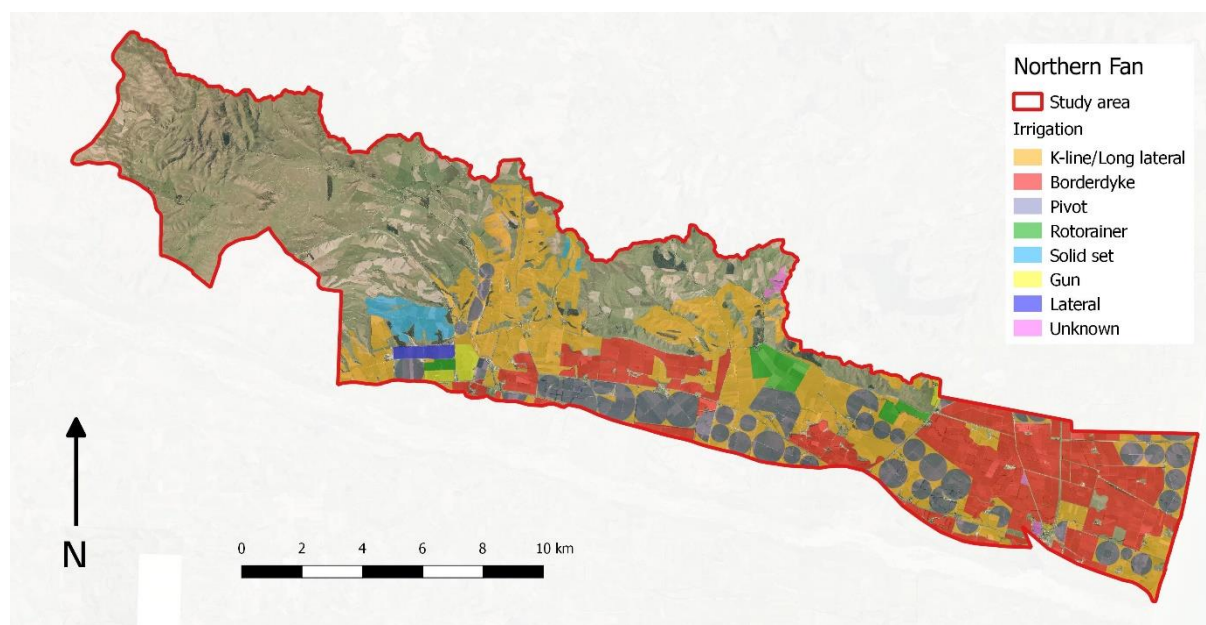 Northern Fan
Study area
Irrigation
K-line/Long lateral
Borderdyke
Pivot
Rotorainer
Solid set
Gun
Lateral
Unknown
N
0 2 4 6 8 10 km